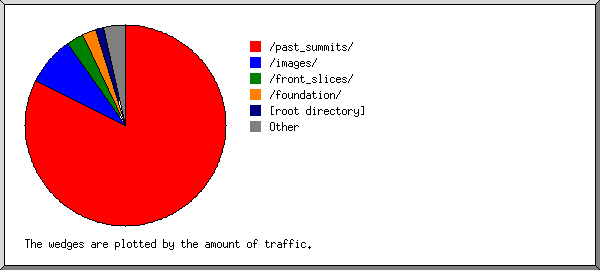 /past_summits/
/images/
/front_slices/
/foundation/
[root directory]
Other
The wedges are plotted by the amount of traffic.